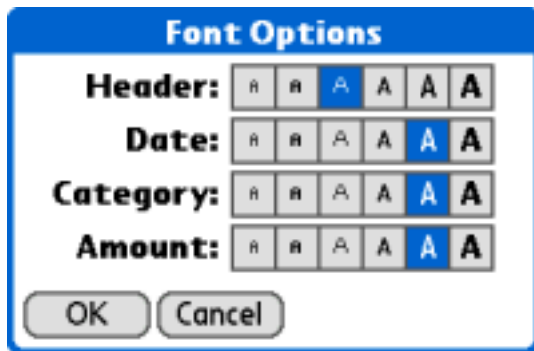 Font Options
Header: A A A A A A
Date: A A A A A A
Category: A A A A A A
Amount: A A A A A A
OK Cancel